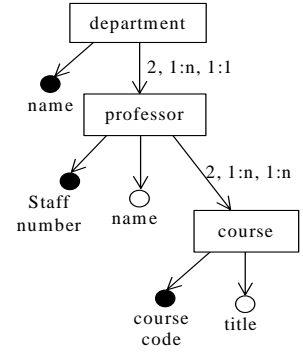 department
2, 1:n, 1:1
name
professor
2, 1:n, 1:n
Staff
number
name
course
course
code
title